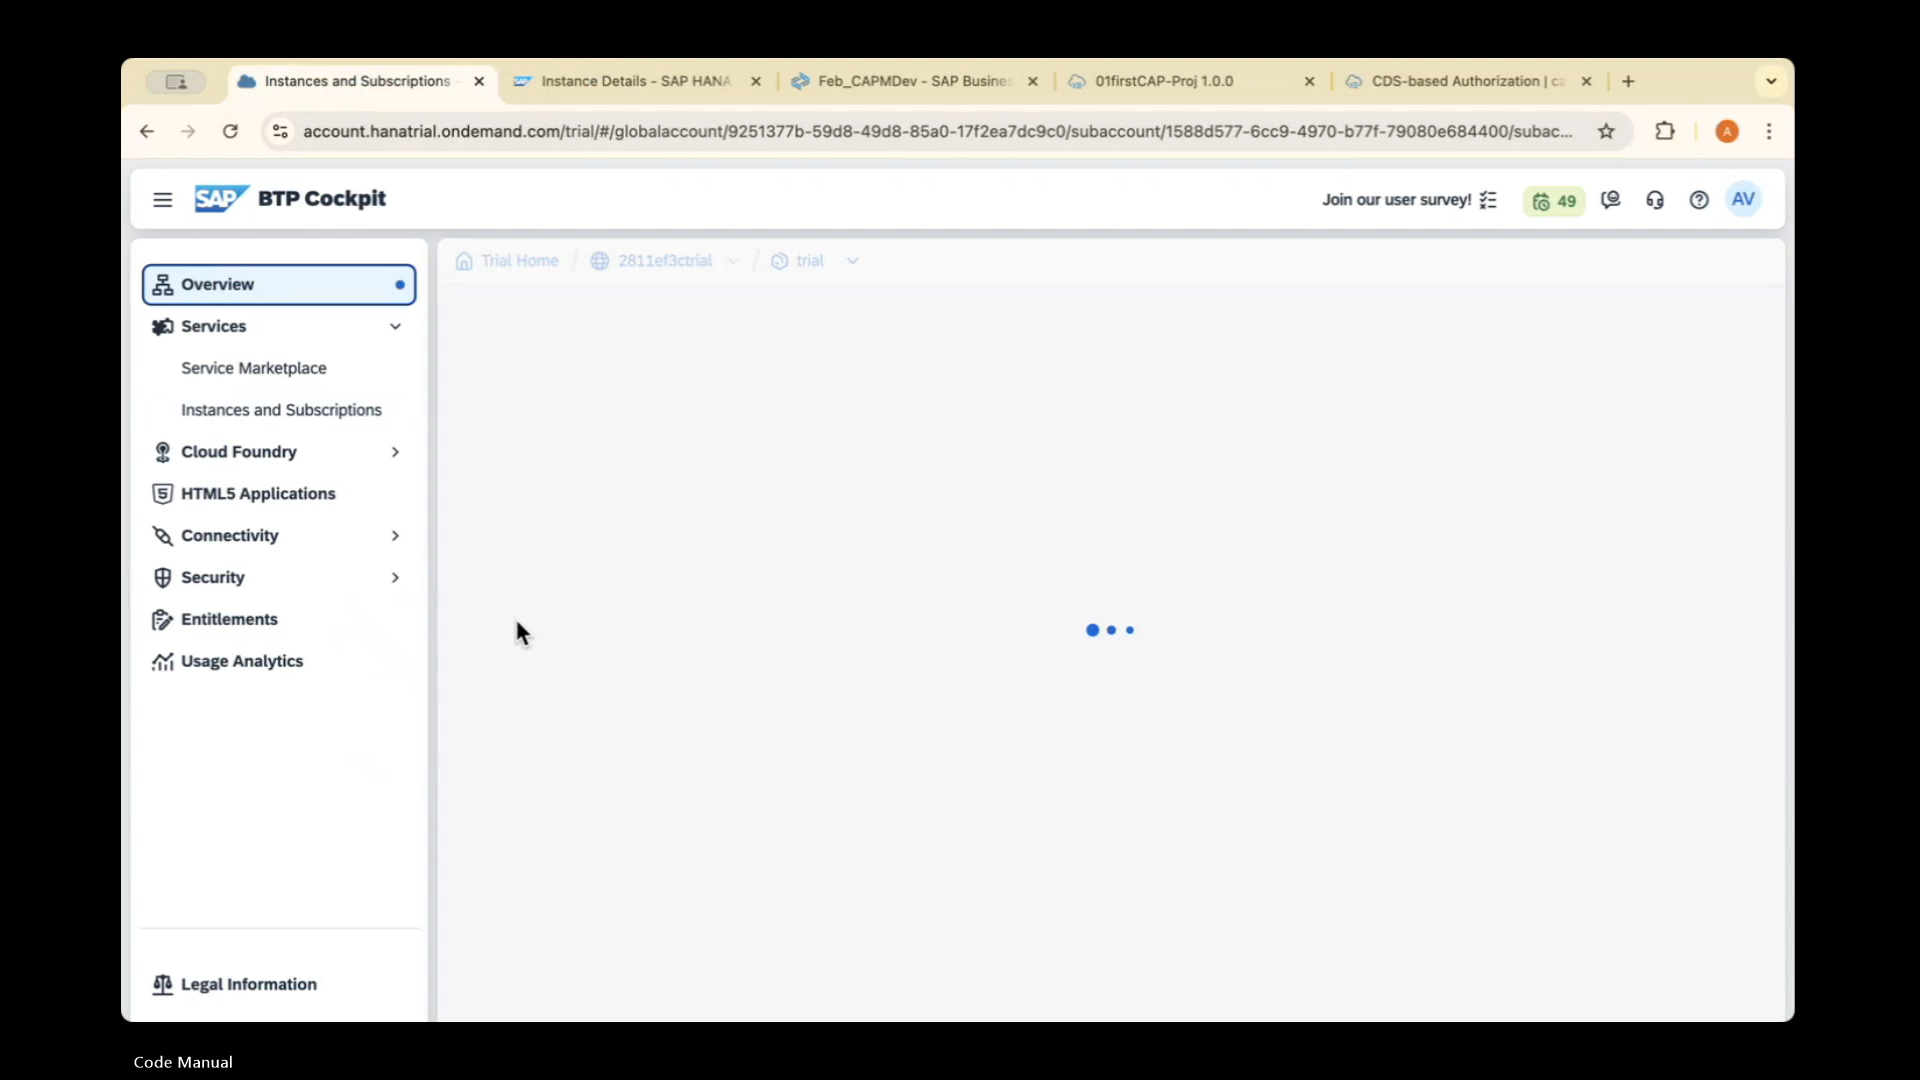 Instances and Subscriptions
Instance Details - SAP HANA
Feb_CAPMDev - SAP Busine
01firstCAP-Proj 1.0.0
CDS-based Authorization | ca
account.hanatrial.ondemand.com/trial/#/globalaccount/9251377b-59d8-49d8-85a0-17f2ea7dc9c0/subaccount/1588d577-6cc9-4970-b77f-79080e684400/subac...
A
SAP BTP Cockpit
Join our user survey!
49
AV
Trial Home / 2811ef3ctrial / trial
Overview
Services
Service Marketplace
Instances and Subscriptions
Cloud Foundry
HTML5 Applications
Connectivity
Security
Entitlements
Usage Analytics
Legal Information
Code Manual